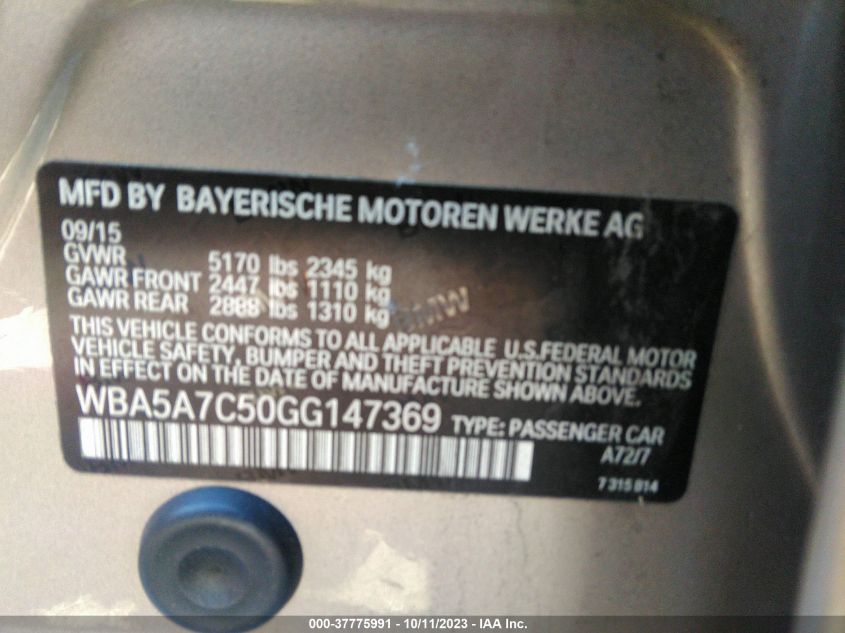 MFD BY BAYERISCHE MOTOREN WERKE AG
09/15
GVWR 5170 lbs 2345 kg
GAWR FRONT 2447 lbs 1110 kg
GAWR REAR 2888 lbs 1310 kg
BMW
THIS VEHICLE CONFORMS TO ALL APPLICABLE U.S.FEDERAL MOTOR
VEHICLE SAFETY, BUMPER AND THEFT PREVENTION STANDARDS
IN EFFECT ON THE DATE OF MANUFACTURE SHOWN ABOVE.
WBA5A7C50GG147369 TYPE: PASSENGER CAR
A72/7
7 315 814
000-37775991 - 10/11/2023 - IAA Inc.